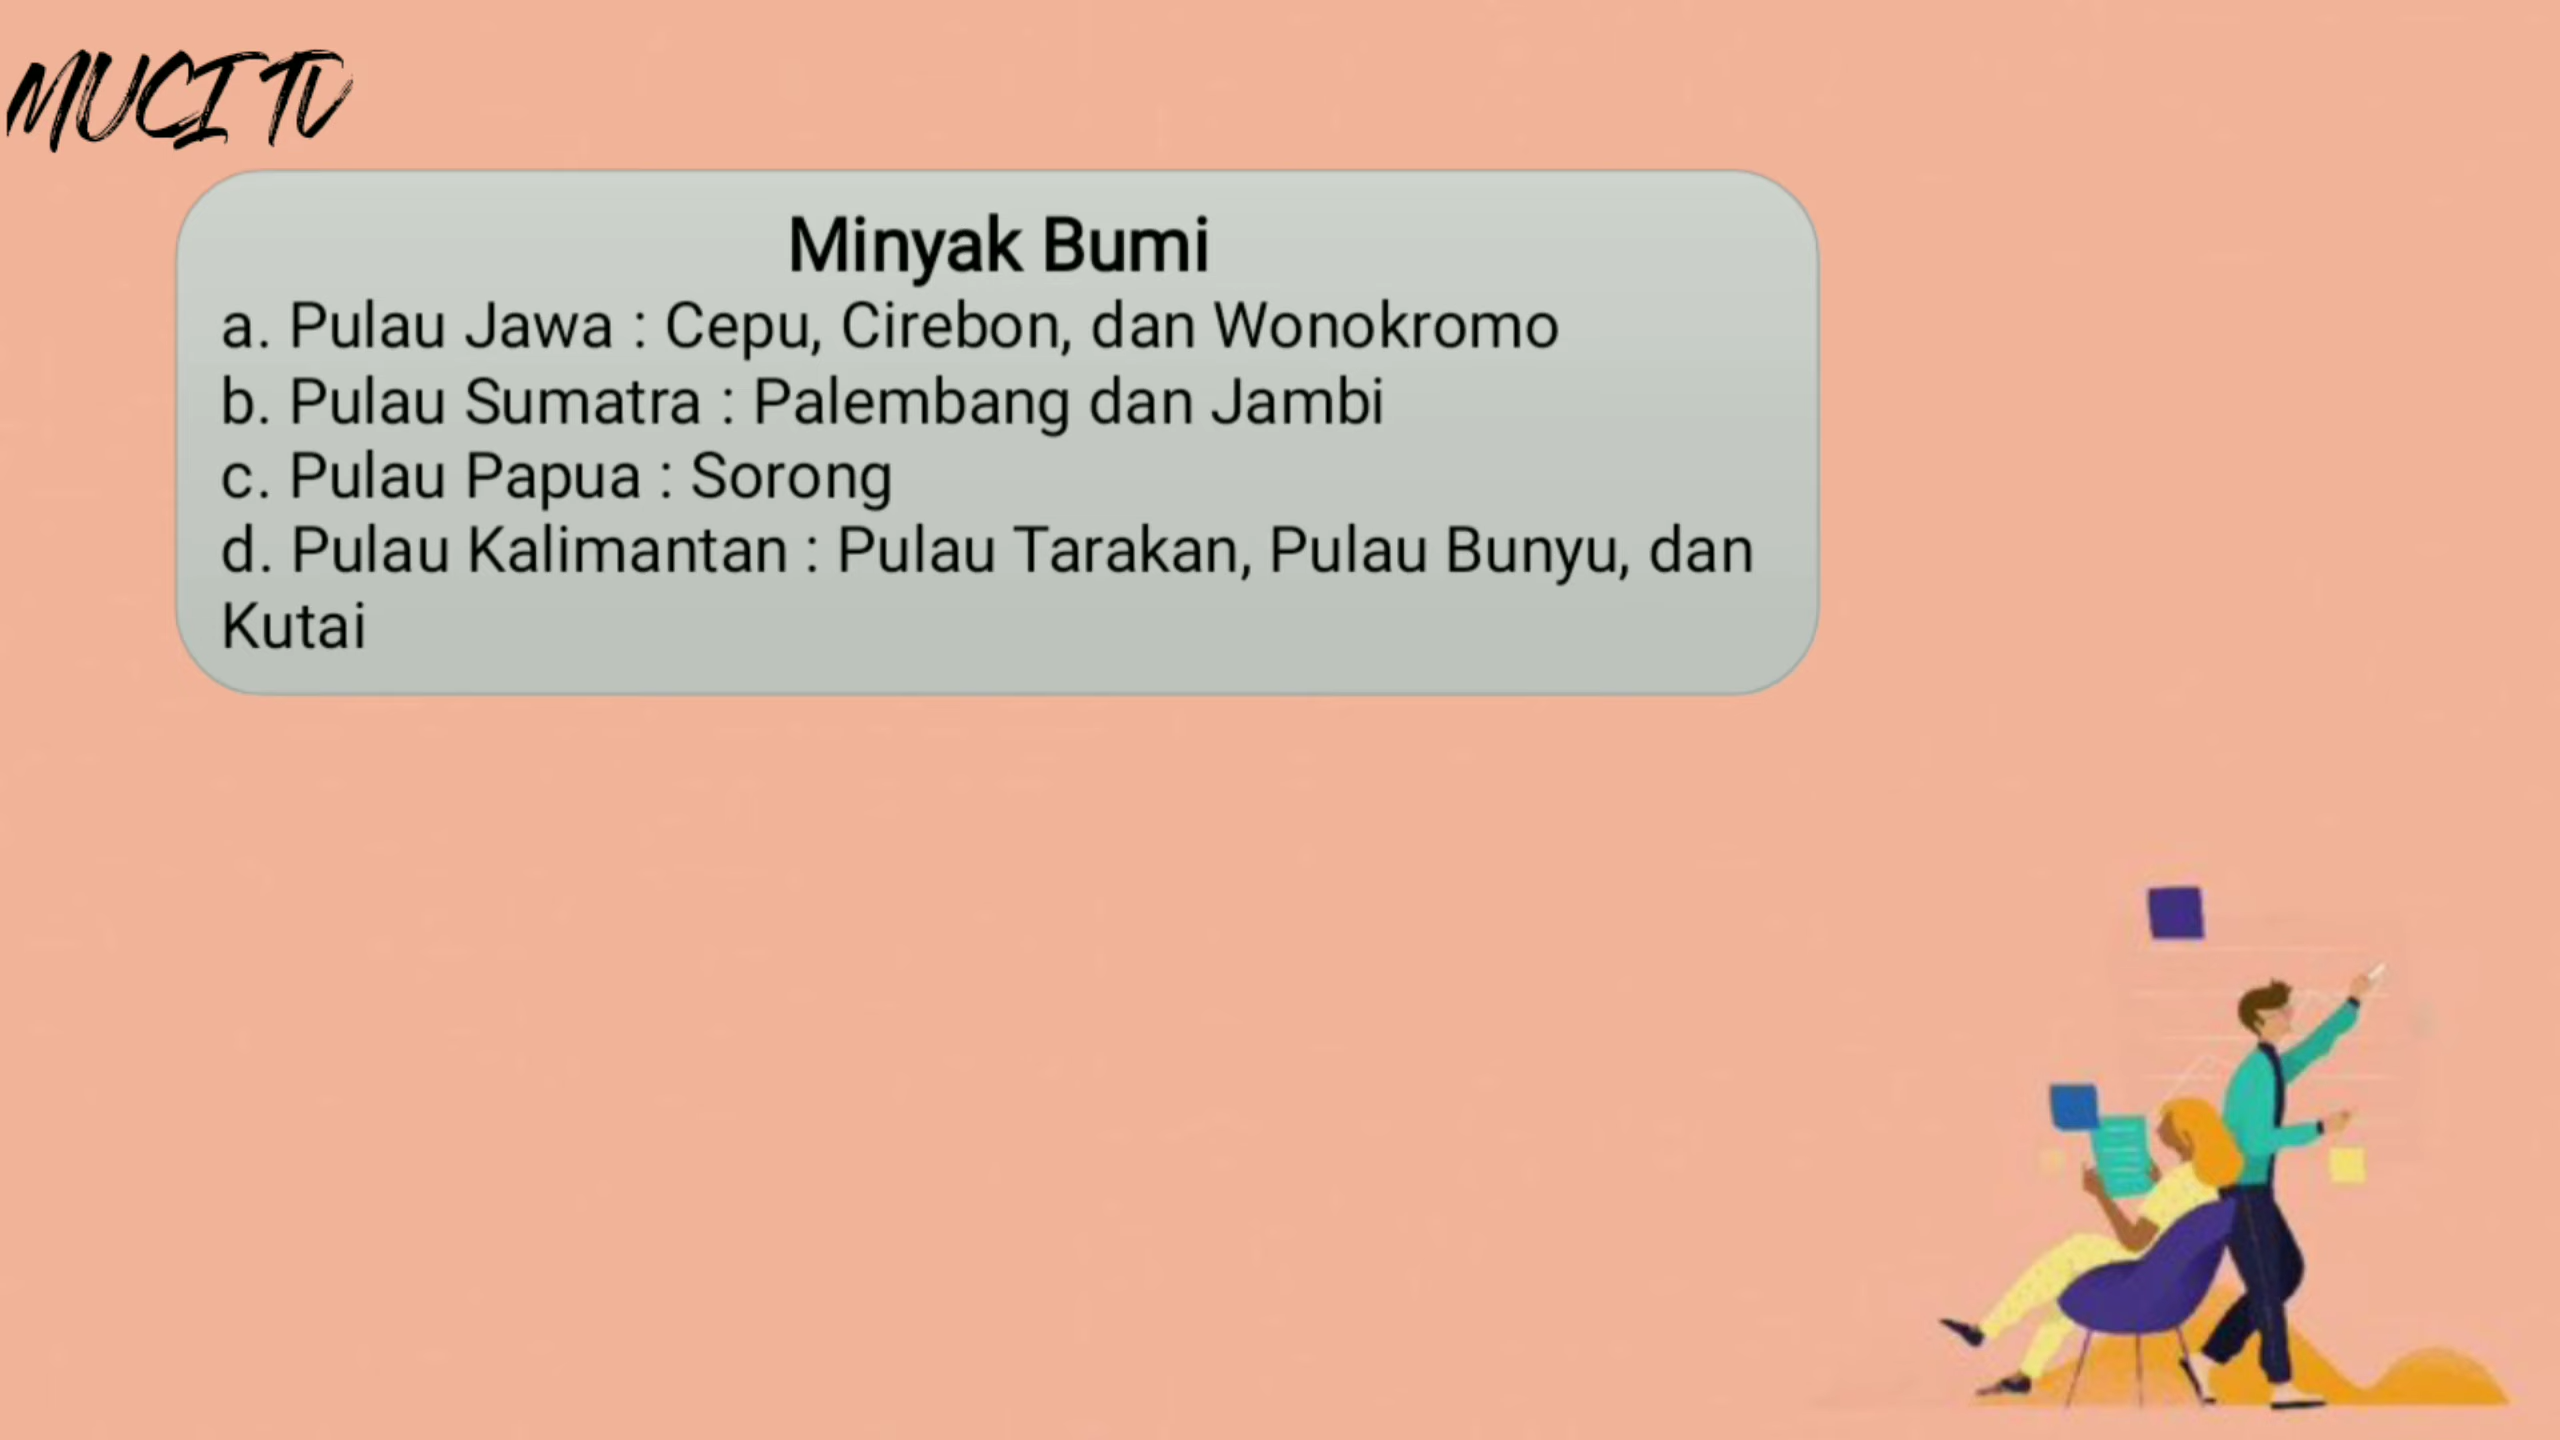 MUCI TV
Minyak Bumi
a. Pulau Jawa : Cepu, Cirebon, dan Wonokromo
b. Pulau Sumatra : Palembang dan Jambi
c. Pulau Papua : Sorong
d. Pulau Kalimantan : Pulau Tarakan, Pulau Bunyu, dan
Kutai